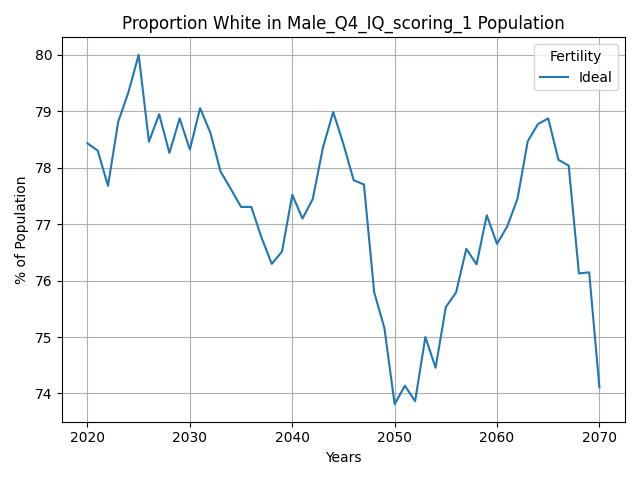 Proportion White in Male_Q4_IQ_scoring_1 Population
Fertility
Ideal
80
79
78
77
76
75
74
% of Population
2020
2030
2040
2050
2060
2070
Years